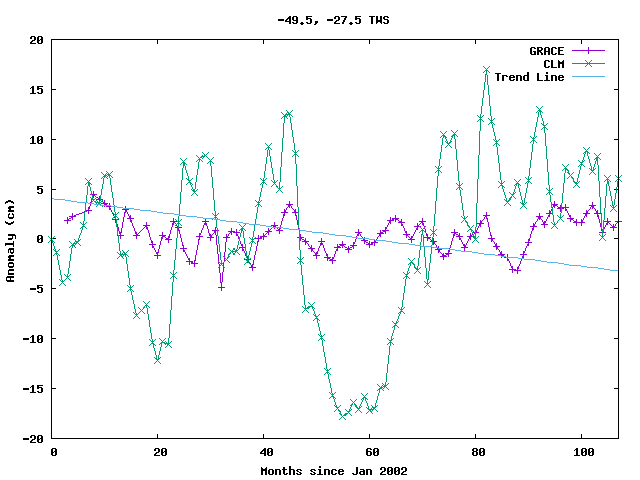 -49.5, -27.5 TWS
GRACE
CLM
Trend Line
20
15
10
5
0
-5
-10
-15
-20
Anomaly (cm)
0 20 40 60 80 100
Months since Jan 2002